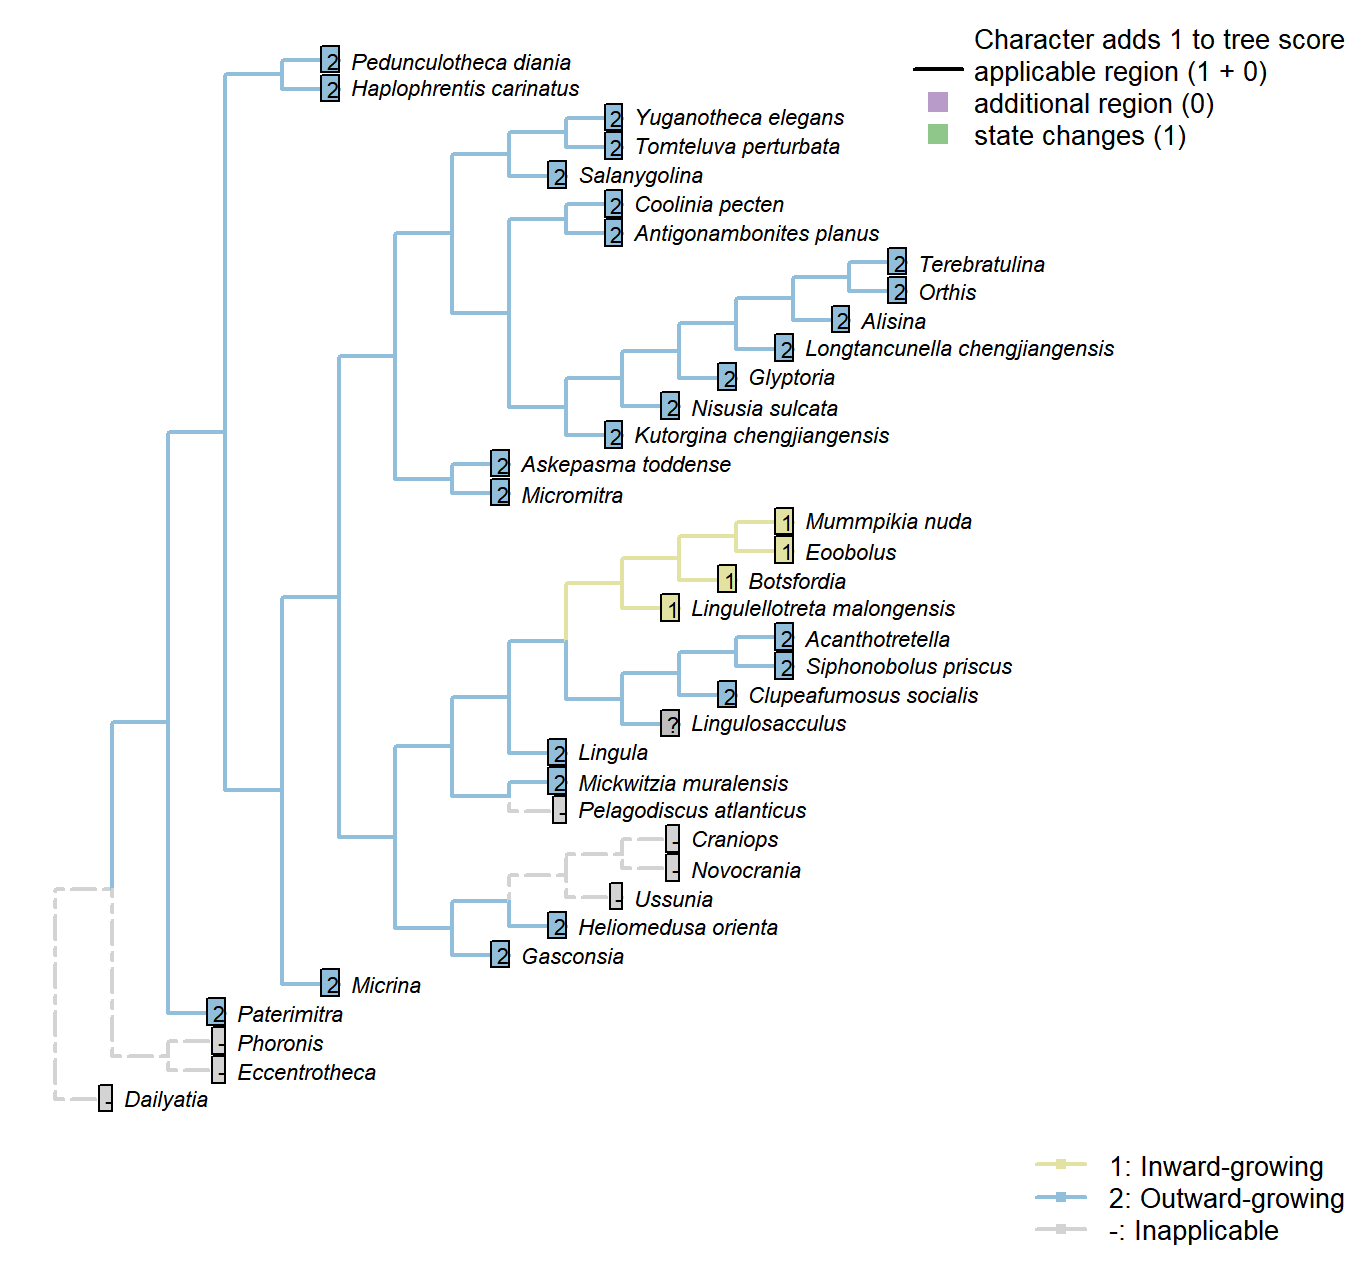 Character adds 1 to tree score
applicable region (1 + 0)
additional region (0)
state changes (1)
2 Pedunculotheca diania
2 Haplophrentis carinatus
2 Yuganotheca elegans
2 Tomteluva perturbata
2 Salanygolina
2 Coolinia pecten
2 Antigonambonites planus
2 Terebratulina
2 Orthis
2 Alisina
2 Longtancunella chengjiangensis
2 Glyptoria
2 Nisusia sulcata
2 Kutorgina chengjiangensis
2 Askepasma toddense
2 Micromitra
1 Mummpikia nuda
1 Eoobolus
1 Botsfordia
1 Lingulellotreta malongensis
2 Acanthotretella
2 Siphonobolus priscus
2 Clupeafumosus socialis
? Lingulosacculus
2 Lingula
2 Mickwitzia muralensis
- Pelagodiscus atlanticus
- Craniops
- Novocrania
- Ussunia
2 Heliomedusa orienta
2 Gasconsia
2 Micrina
2 Paterimitra
- Phoronis
- Eccentrotheca
- Dailyatia
1: Inward-growing
2: Outward-growing
-: Inapplicable